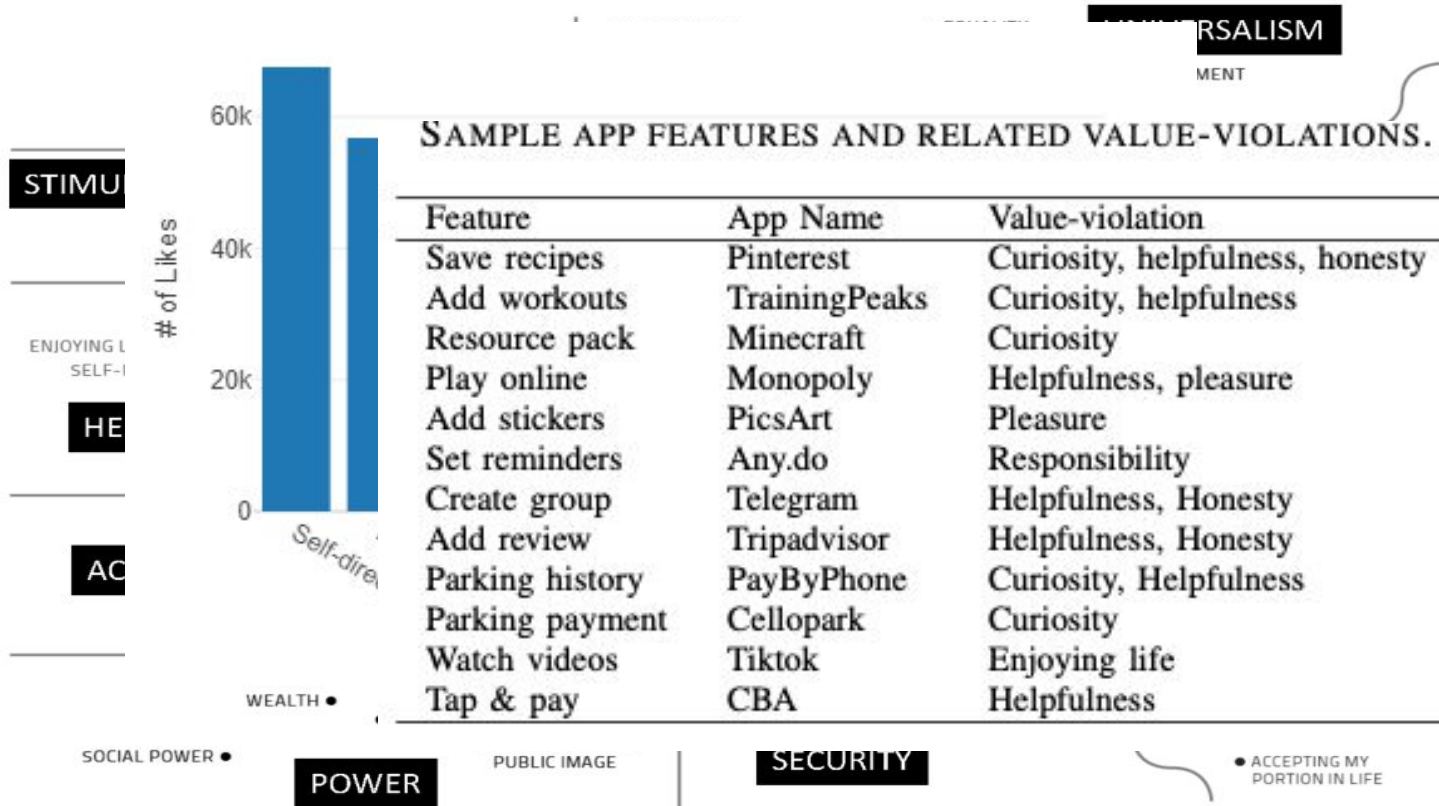 RSALISM
MENT
60k
SAMPLE APP FEATURES AND RELATED VALUE-VIOLATIONS.
STIMU
Feature App Name Value-violation
# of Likes
40k
Save recipes Pinterest Curiosity, helpfulness, honesty
Add workouts TrainingPeaks Curiosity, helpfulness
Resource pack Minecraft Curiosity
ENJOYING L
SELF-
20k
Play online Monopoly Helpfulness, pleasure
Add stickers PicsArt Pleasure
HE
Set reminders Any.do Responsibility
Create group Telegram Helpfulness, Honesty
0
Self-dire
Add review Tripadvisor Helpfulness, Honesty
AC
Parking history PayByPhone Curiosity, Helpfulness
Parking payment Cellopark Curiosity
Watch videos Tiktok Enjoying life
WEALTH
Tap & pay CBA Helpfulness
SOCIAL POWER
POWER
PUBLIC IMAGE
SECURITY
ACCEPTING MY
PORTION IN LIFE